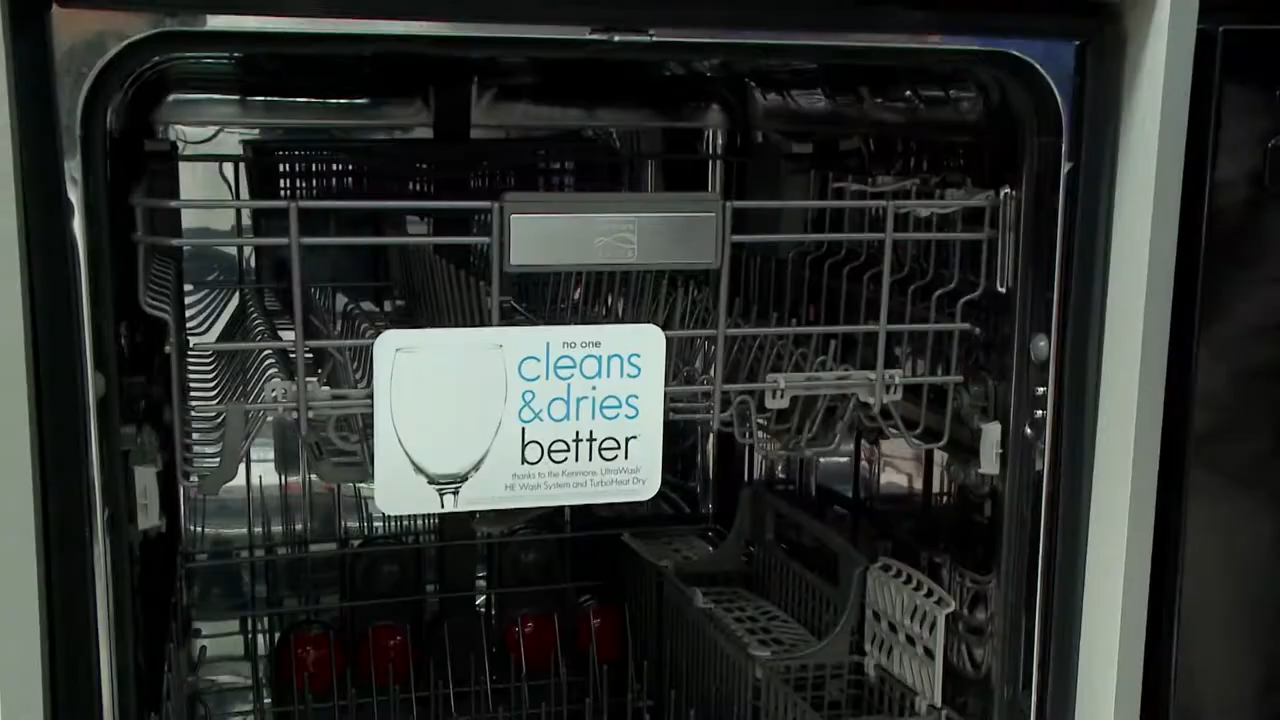 no one
cleans
&dries
better
thanks to the Kenmore, UltraWash
HE Wash System and TurboHeat Dry